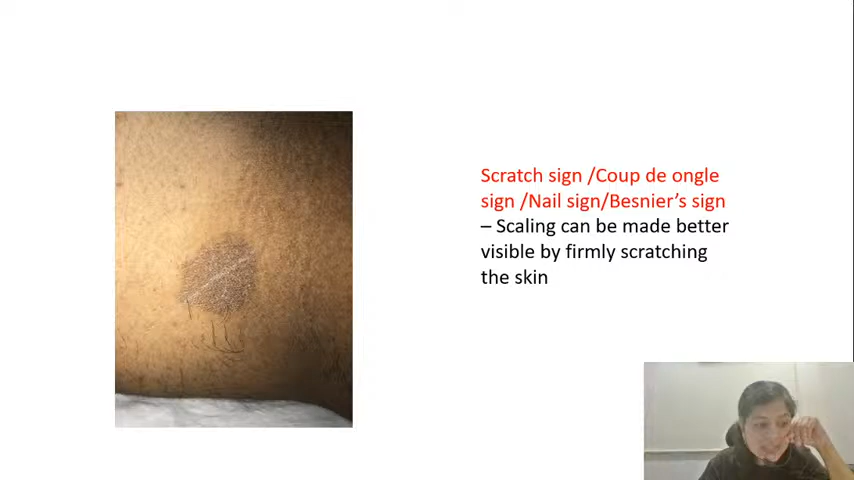 Scratch sign /Coup de ongle
sign /Nail sign/Besnier’s sign
– Scaling can be made better
visible by firmly scratching
the skin